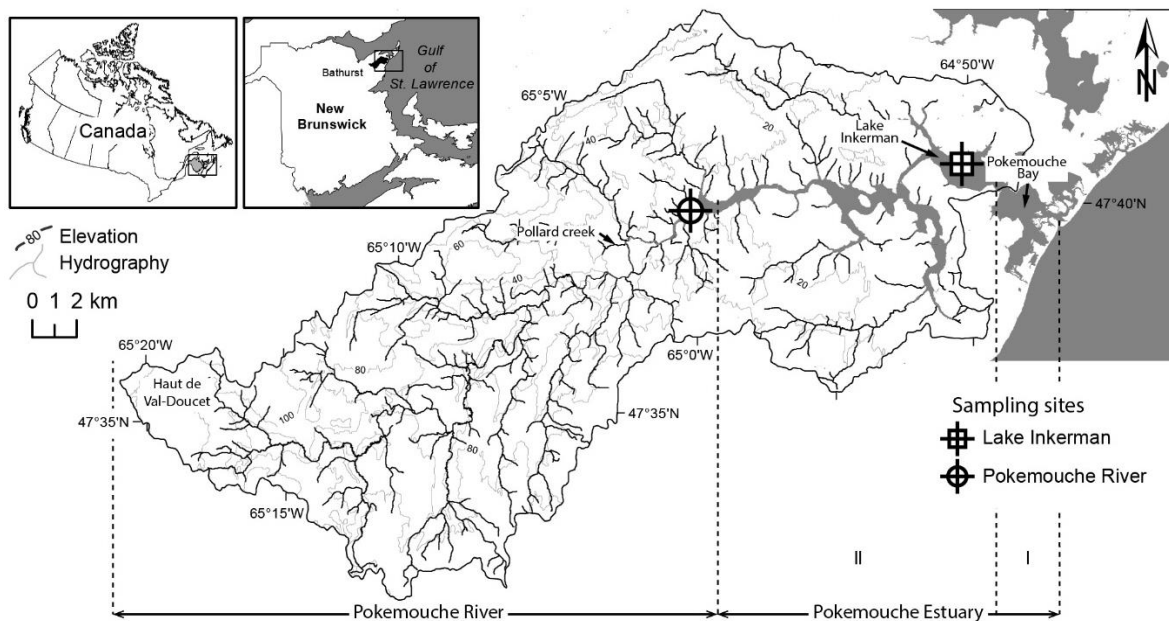 Canada
Gulf
of
St. Lawrence
Bathurst
New
Brunswick
N
80
Elevation
Hydrography
0 1 2 km
64°50'W
65°5'W
40
20
Lake
Inkerman
Pokemouche
Bay
47°40'N
Pollard creek
65°10'W
60
40
20
65°20'W
65°0'W
Haut de
Val-Doucet
80
47°35'N
100
47°35'N
80
65°15'W
Sampling sites
Lake Inkerman
Pokemouche River
II
I
Pokemouche River
Pokemouche Estuary